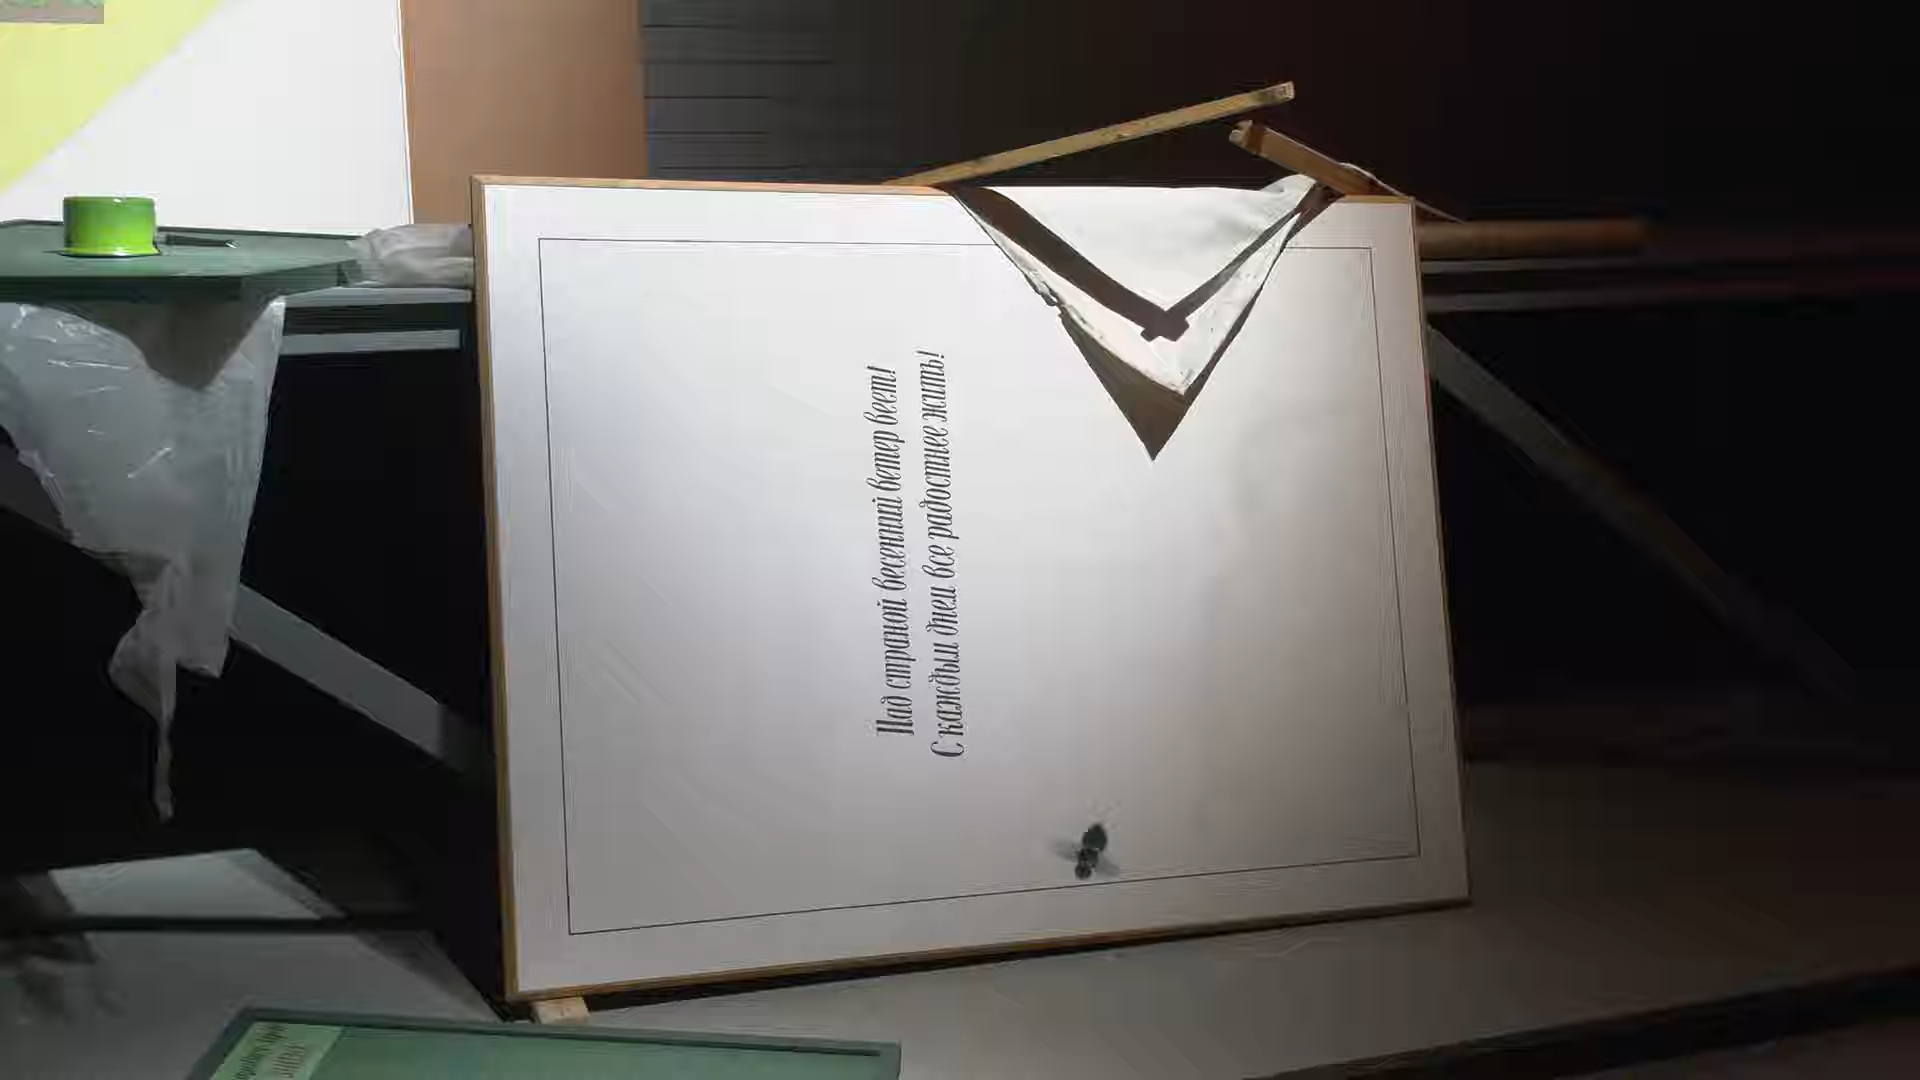 Над страной весенний ветер веет!
С каждым днем все радостнее жить!